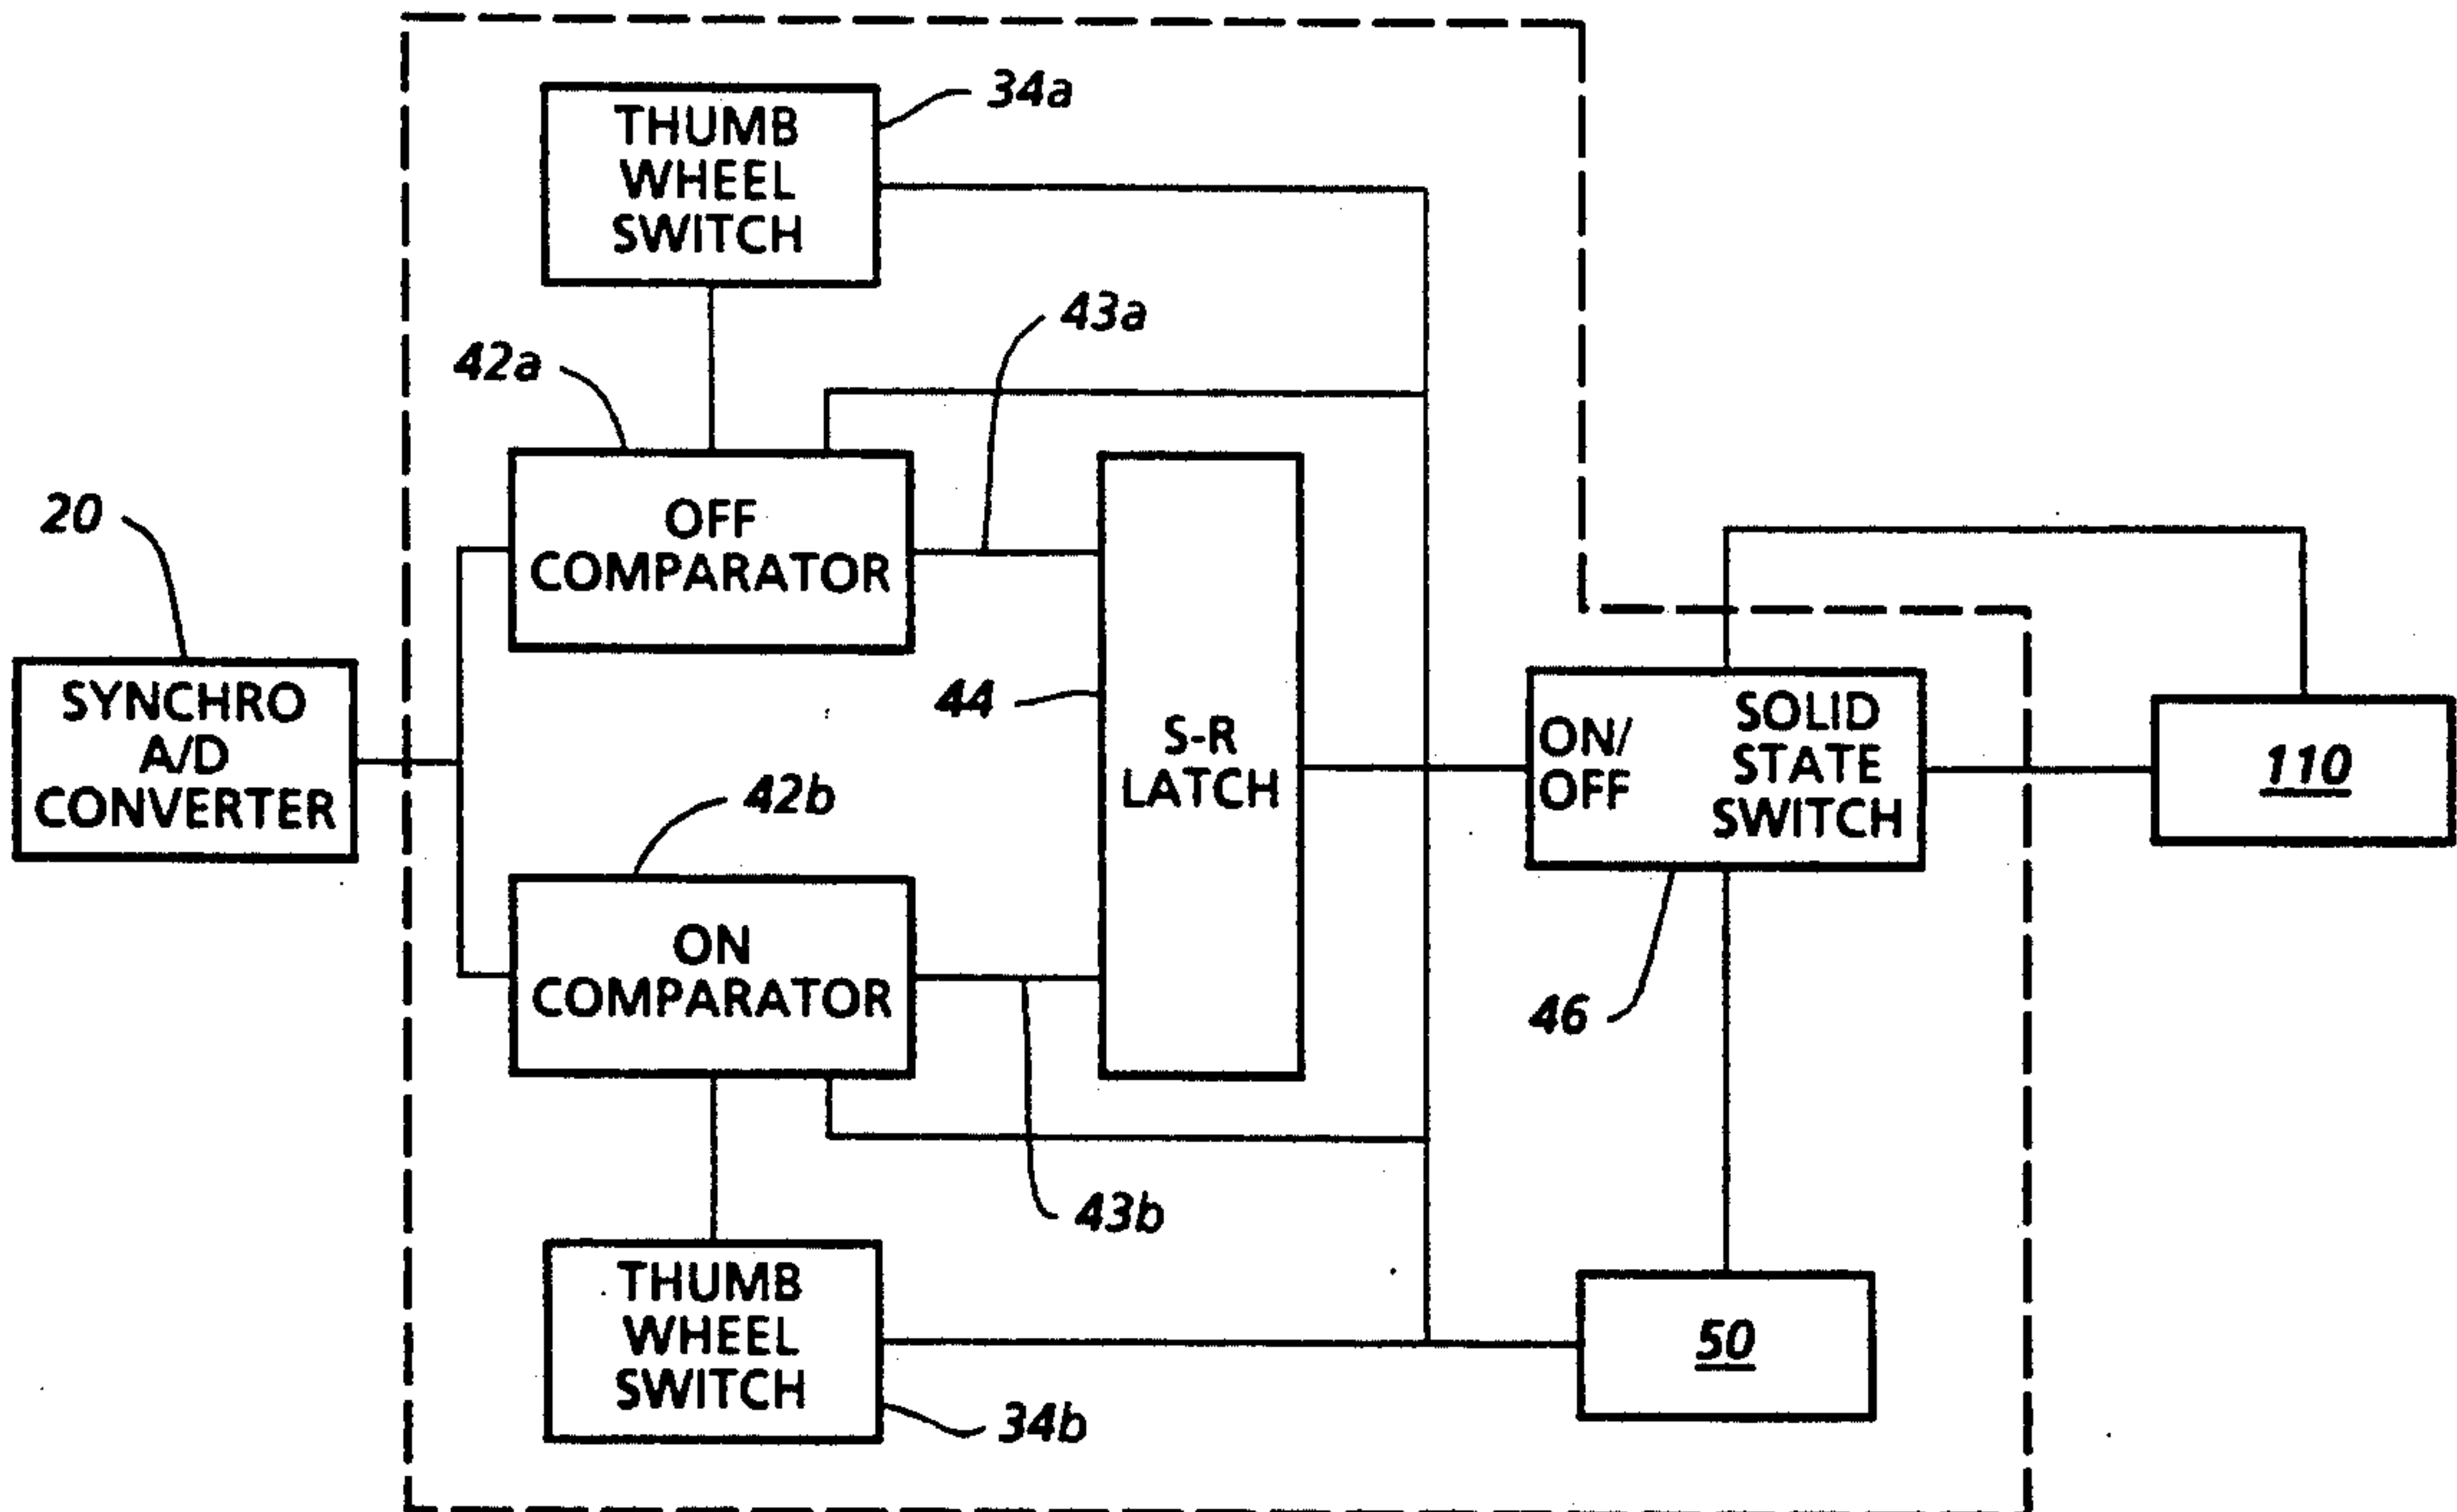 34a
THUMB
WHEEL
SWITCH
43a
42a
OFF
COMPARATOR
20
SYNCHRO
A/D
CONVERTER
44
S-R
LATCH
ON/
OFF
SOLID
STATE
SWITCH
110
42b
ON
COMPARATOR
46
43b
THUMB
WHEEL
SWITCH
50
34b